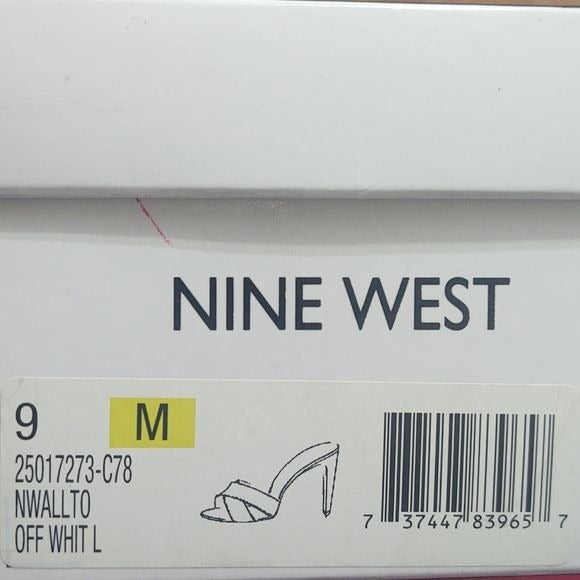 NINE WEST
9 M
25017273-C78
NWALLTO
OFF WHIT L
7 37447 83965 7